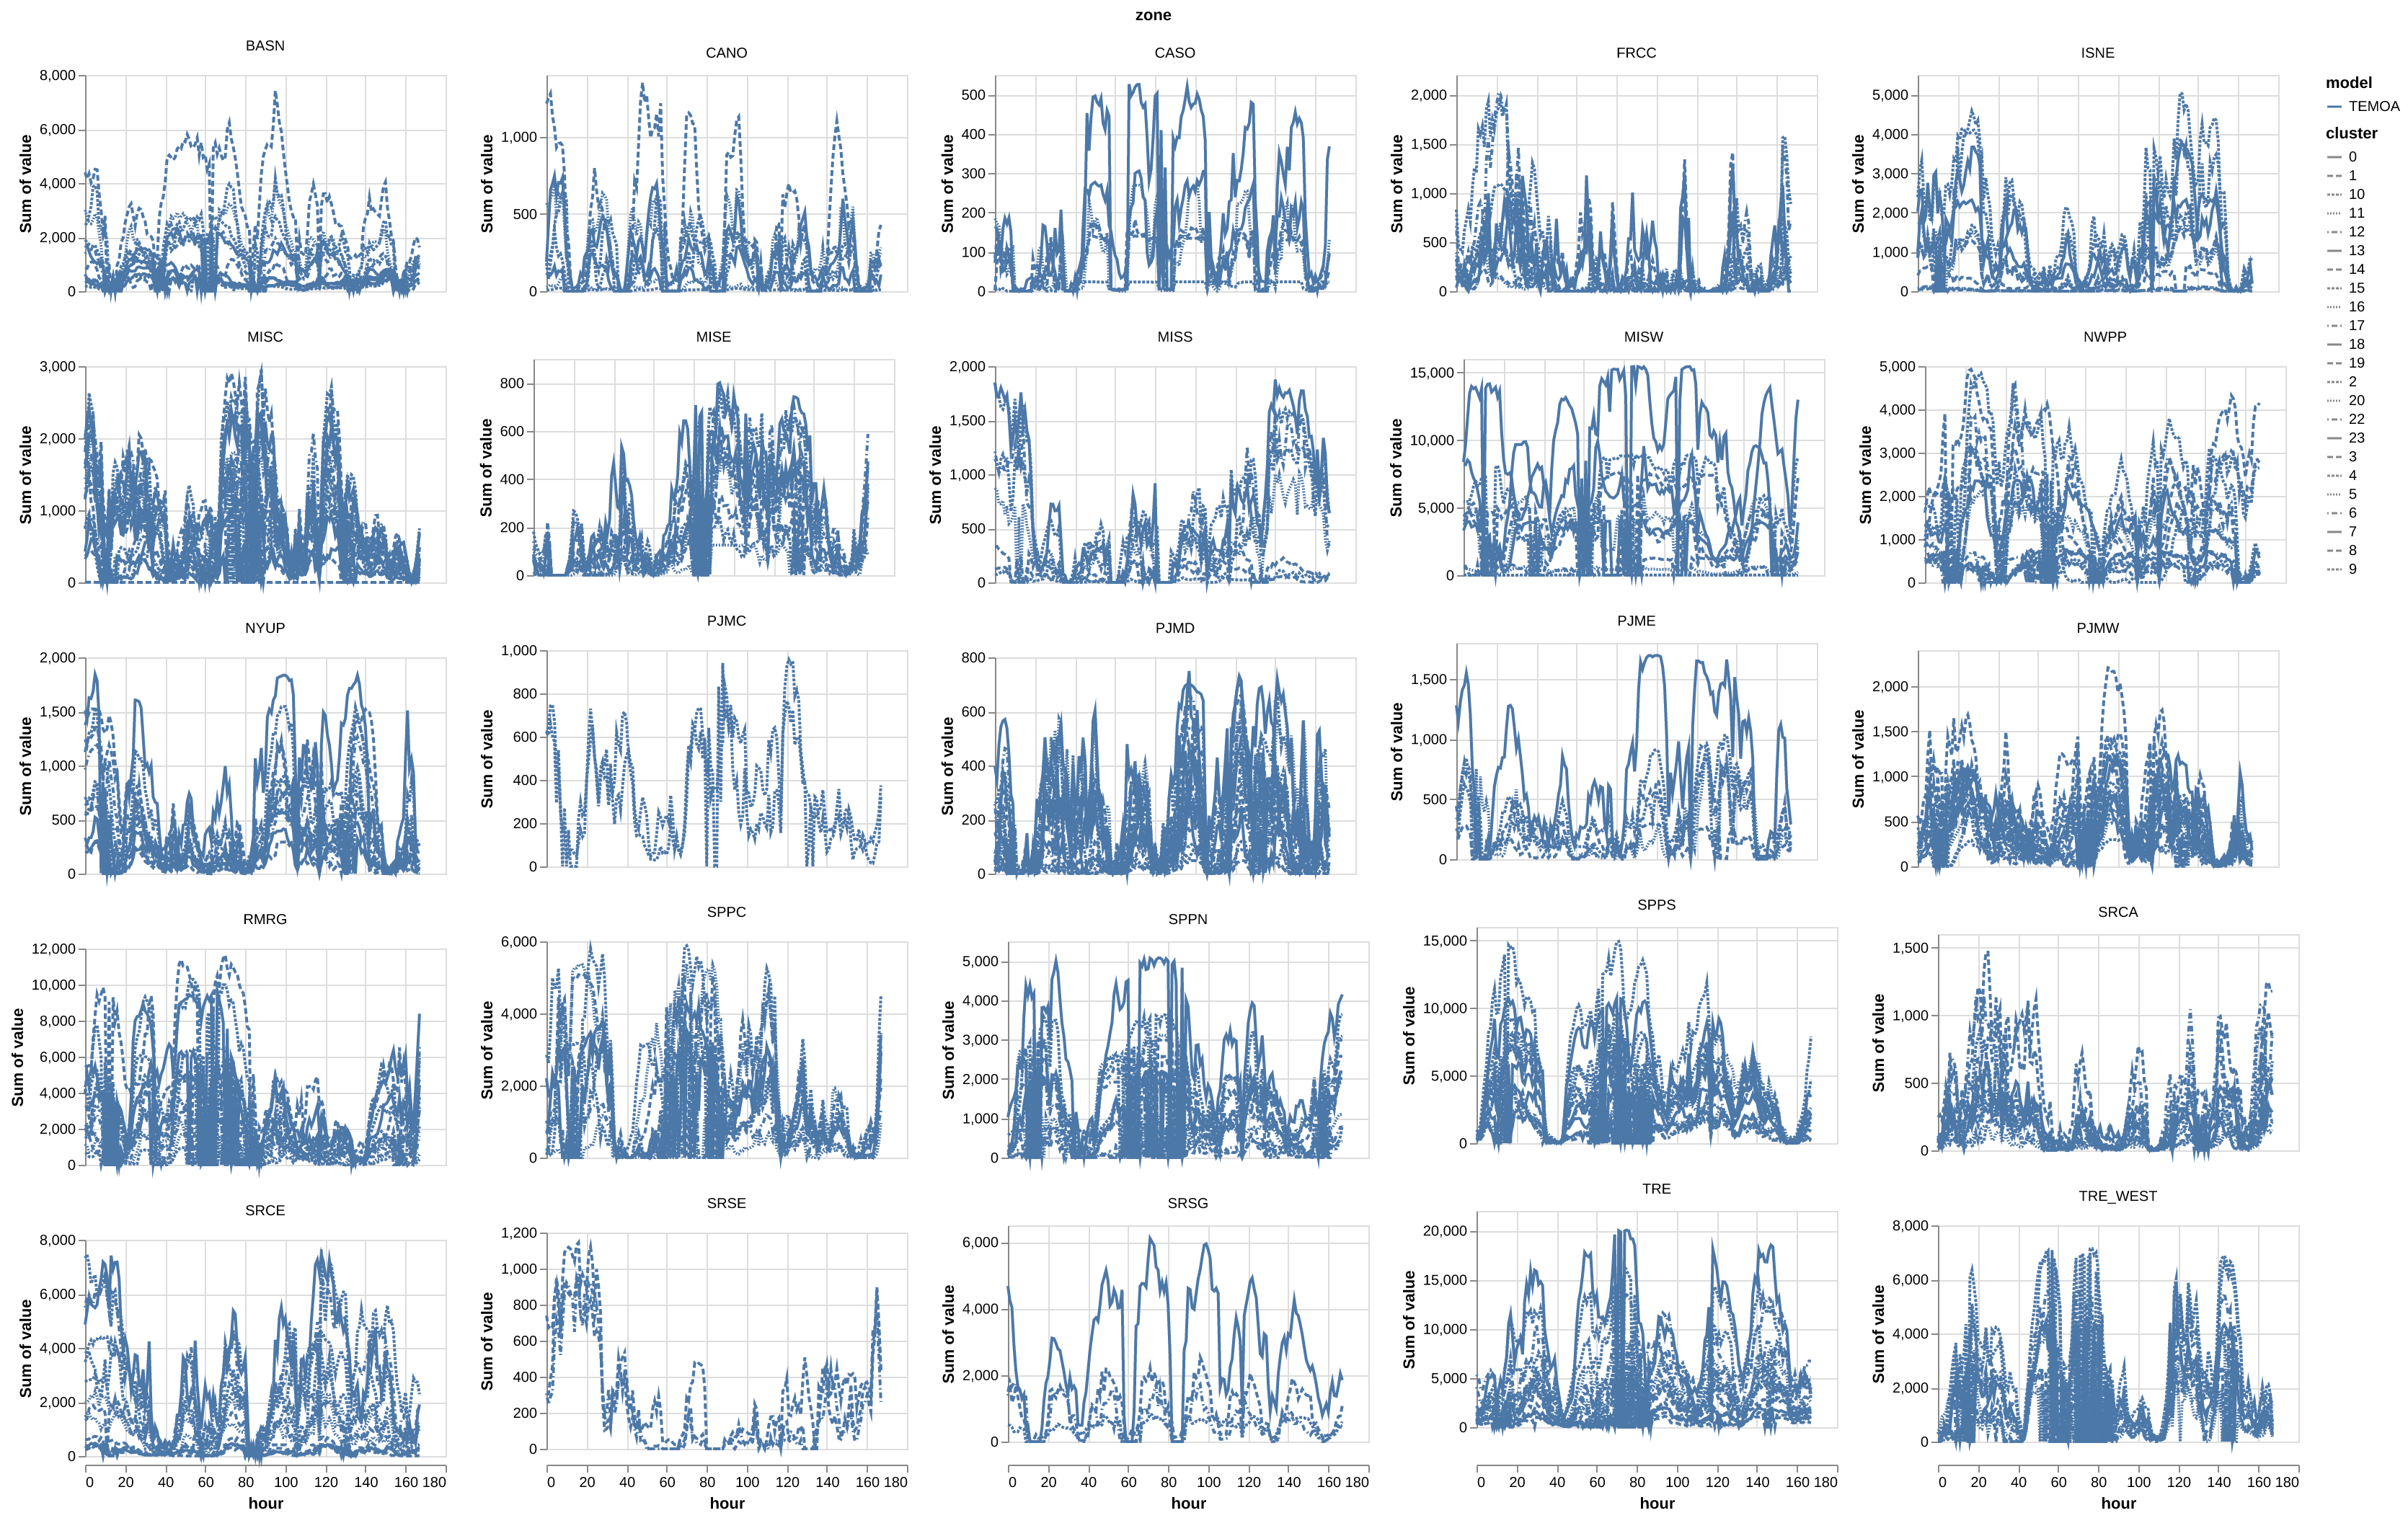 zone
BASN
CANO
CASO
FRCC
ISNE
model
TEMOA
cluster
0
1
10
11
12
13
14
15
16
17
18
19
2
20
22
23
3
4
5
6
7
8
9
Sum of value
8,000
6,000
4,000
2,000
0
Sum of value
1,000
500
0
Sum of value
500
400
300
200
100
0
Sum of value
2,000
1,500
1,000
500
0
Sum of value
5,000
4,000
3,000
2,000
1,000
0
MISC
MISE
MISS
MISW
NWPP
Sum of value
3,000
2,000
1,000
0
Sum of value
800
600
400
200
0
Sum of value
2,000
1,500
1,000
500
0
Sum of value
15,000
10,000
5,000
0
Sum of value
5,000
4,000
3,000
2,000
1,000
0
NYUP
PJMC
PJMD
PJME
PJMW
Sum of value
2,000
1,500
1,000
500
0
Sum of value
1,000
800
600
400
200
0
Sum of value
800
600
400
200
0
Sum of value
1,500
1,000
500
0
Sum of value
2,000
1,500
1,000
500
0
RMRG
SPPC
SPPN
SPPS
SRCA
Sum of value
12,000
10,000
8,000
6,000
4,000
2,000
0
Sum of value
6,000
4,000
2,000
0
Sum of value
5,000
4,000
3,000
2,000
1,000
0
Sum of value
15,000
10,000
5,000
0
Sum of value
1,500
1,000
500
0
SRCE
SRSE
SRSG
TRE
TRE_WEST
Sum of value
8,000
6,000
4,000
2,000
0
Sum of value
1,200
1,000
800
600
400
200
0
Sum of value
6,000
4,000
2,000
0
Sum of value
20,000
15,000
10,000
5,000
0
Sum of value
8,000
6,000
4,000
2,000
0
0 20 40 60 80 100 120 140 160 180
hour
0 20 40 60 80 100 120 140 160 180
hour
0 20 40 60 80 100 120 140 160 180
hour
0 20 40 60 80 100 120 140 160 180
hour
0 20 40 60 80 100 120 140 160 180
hour